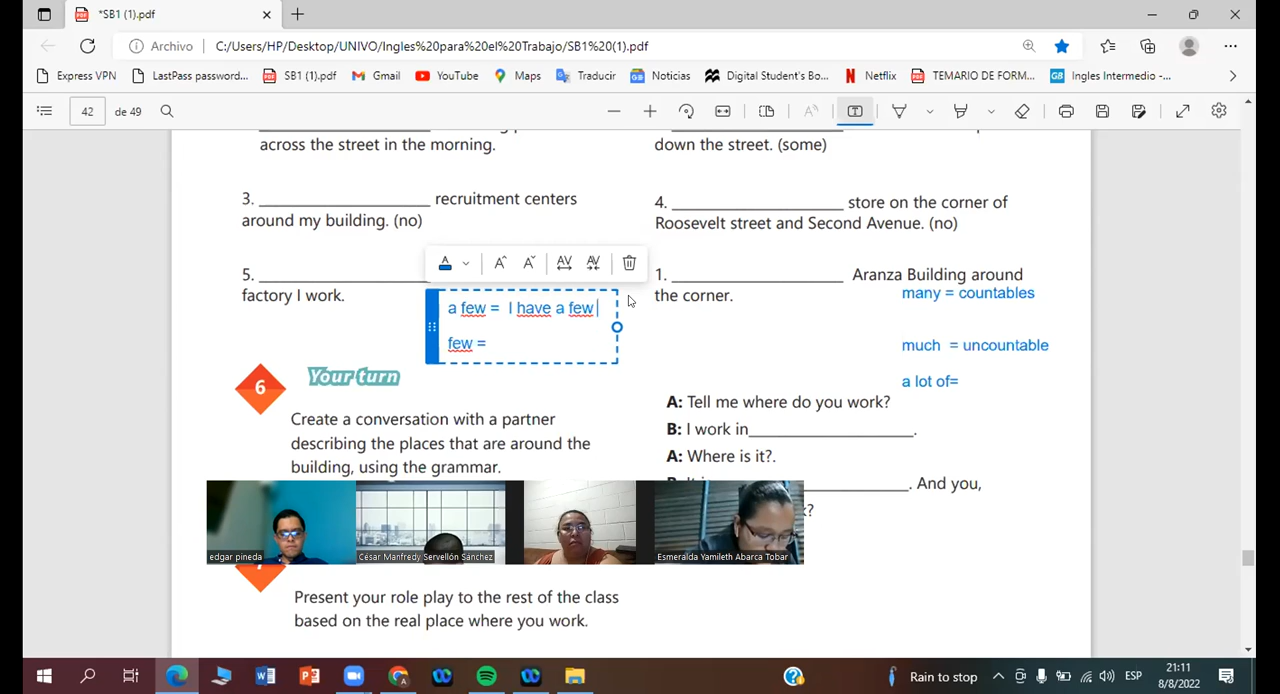 *SB1 (1).pdf
Archivo C:/Users/HP/Desktop/UNIVO/Ingles%20para%20el%20Trabajo/SB1%20(1).pdf
Express VPN LastPass password... SB1 (1).pdf Gmail YouTube Maps Traducir Noticias Digital Student's Bo... Netflix TEMARIO DE FORM... Ingles Intermedio -...
42 de 49
across the street in the morning.
down the street. (some)
3. ____________________ recruitment centers
around my building. (no)
4. ____________________ store on the corner of
Roosevelt street and Second Avenue. (no)
5. ____________________
factory I work.
1. ____________________ Aranza Building around
the corner.
many = countables
a few = I have a few
few =
much = uncountable
a lot of=
6 Your turn
Create a conversation with a partner
describing the places that are around the
building, using the grammar.
A: Tell me where do you work?
B: I work in____________________.
A: Where is it?.
____________________. And you,
edgar pineda
César Manfredy Servellón Sánchez
Esmeralda Yamileth Abarca Tobar
Present your role play to the rest of the class
based on the real place where you work.
Rain to stop ESP 21:11
8/8/2022